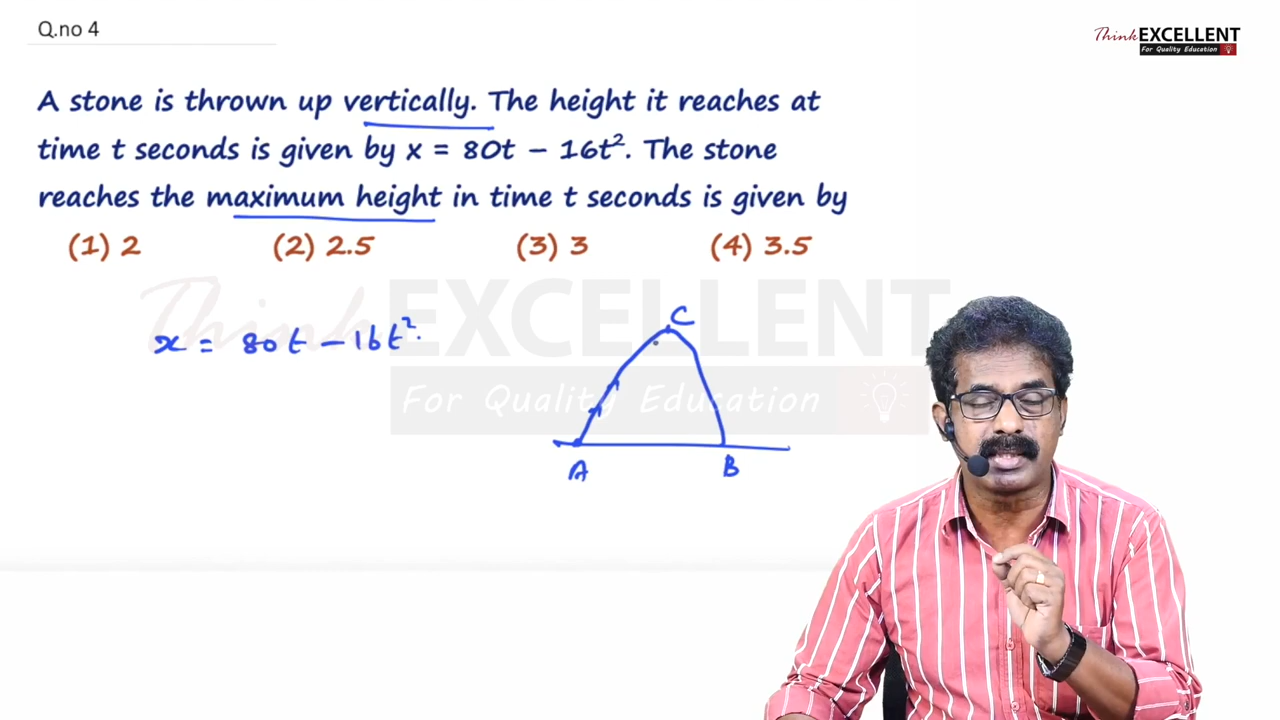 Q.no 4
Think EXCELLENT
For Quality Education
A stone is thrown up vertically. The height it reaches at
time t seconds is given by x = 80t – 16t². The stone
reaches the maximum height in time t seconds is given by
(1) 2 (2) 2.5 (3) 3 (4) 3.5
Think EXCELLENT
For Quality Education
x = 80t – 16t².
C
A B